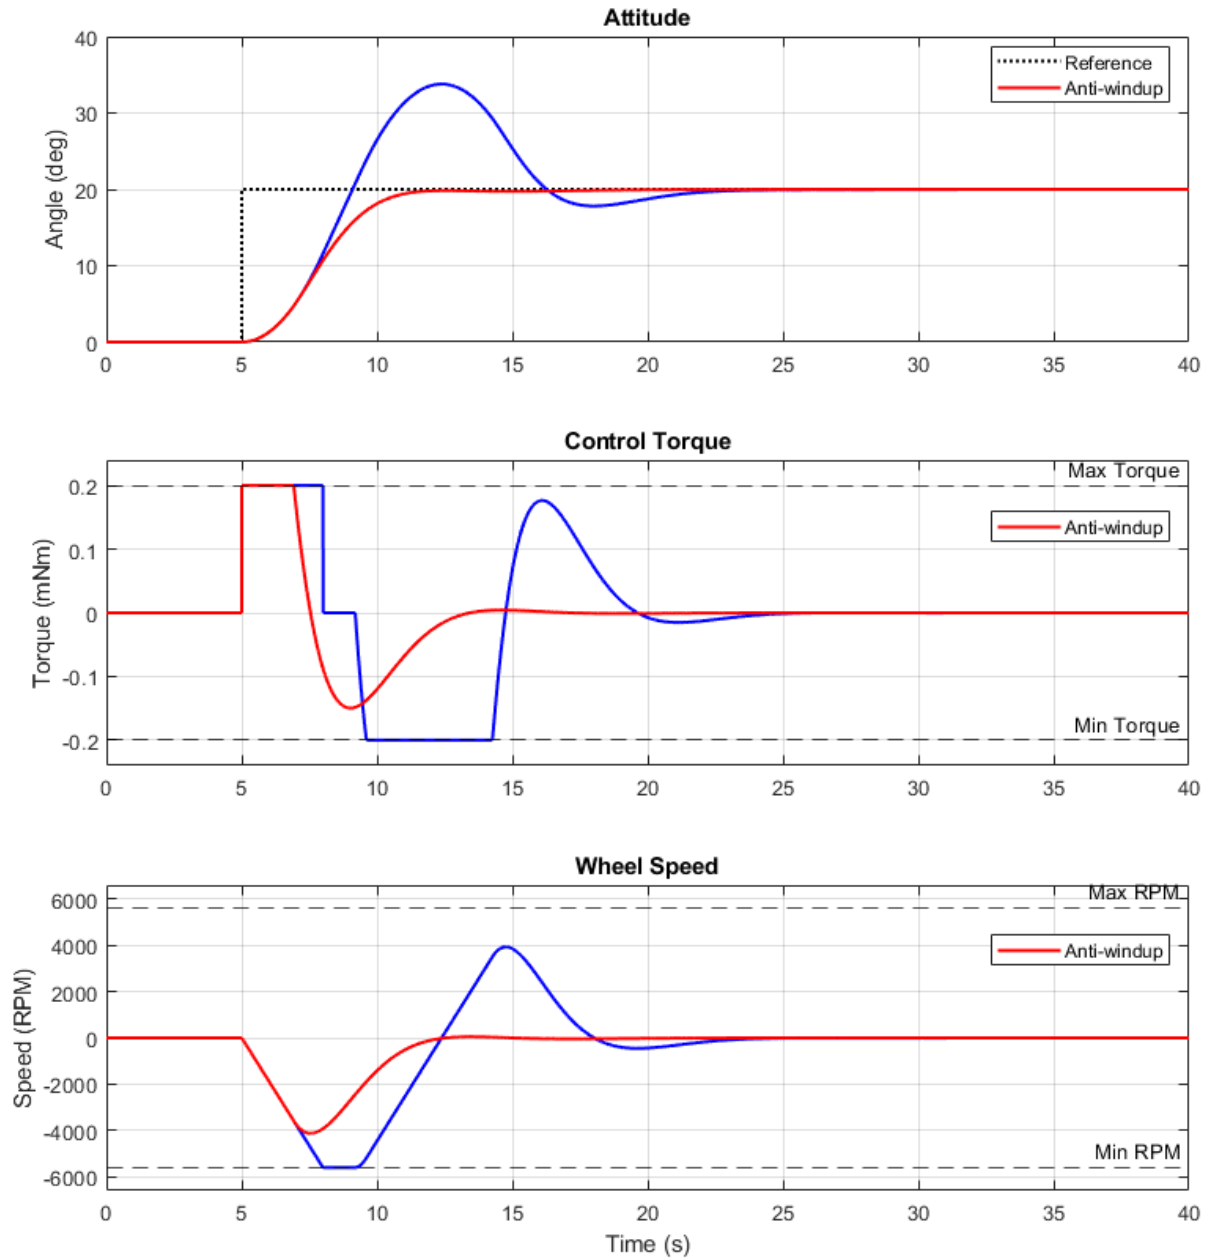 Attitude
40
30
20
10
0
Angle (deg)
Reference
Anti-windup
0 5 10 15 20 25 30 35 40
Control Torque
0.2
0.1
0
-0.1
-0.2
Torque (mNm)
Max Torque
Anti-windup
Min Torque
0 5 10 15 20 25 30 35 40
Wheel Speed
6000
4000
2000
0
-2000
-4000
-6000
Speed (RPM)
Max RPM
Anti-windup
Min RPM
0 5 10 15 20 25 30 35 40
Time (s)